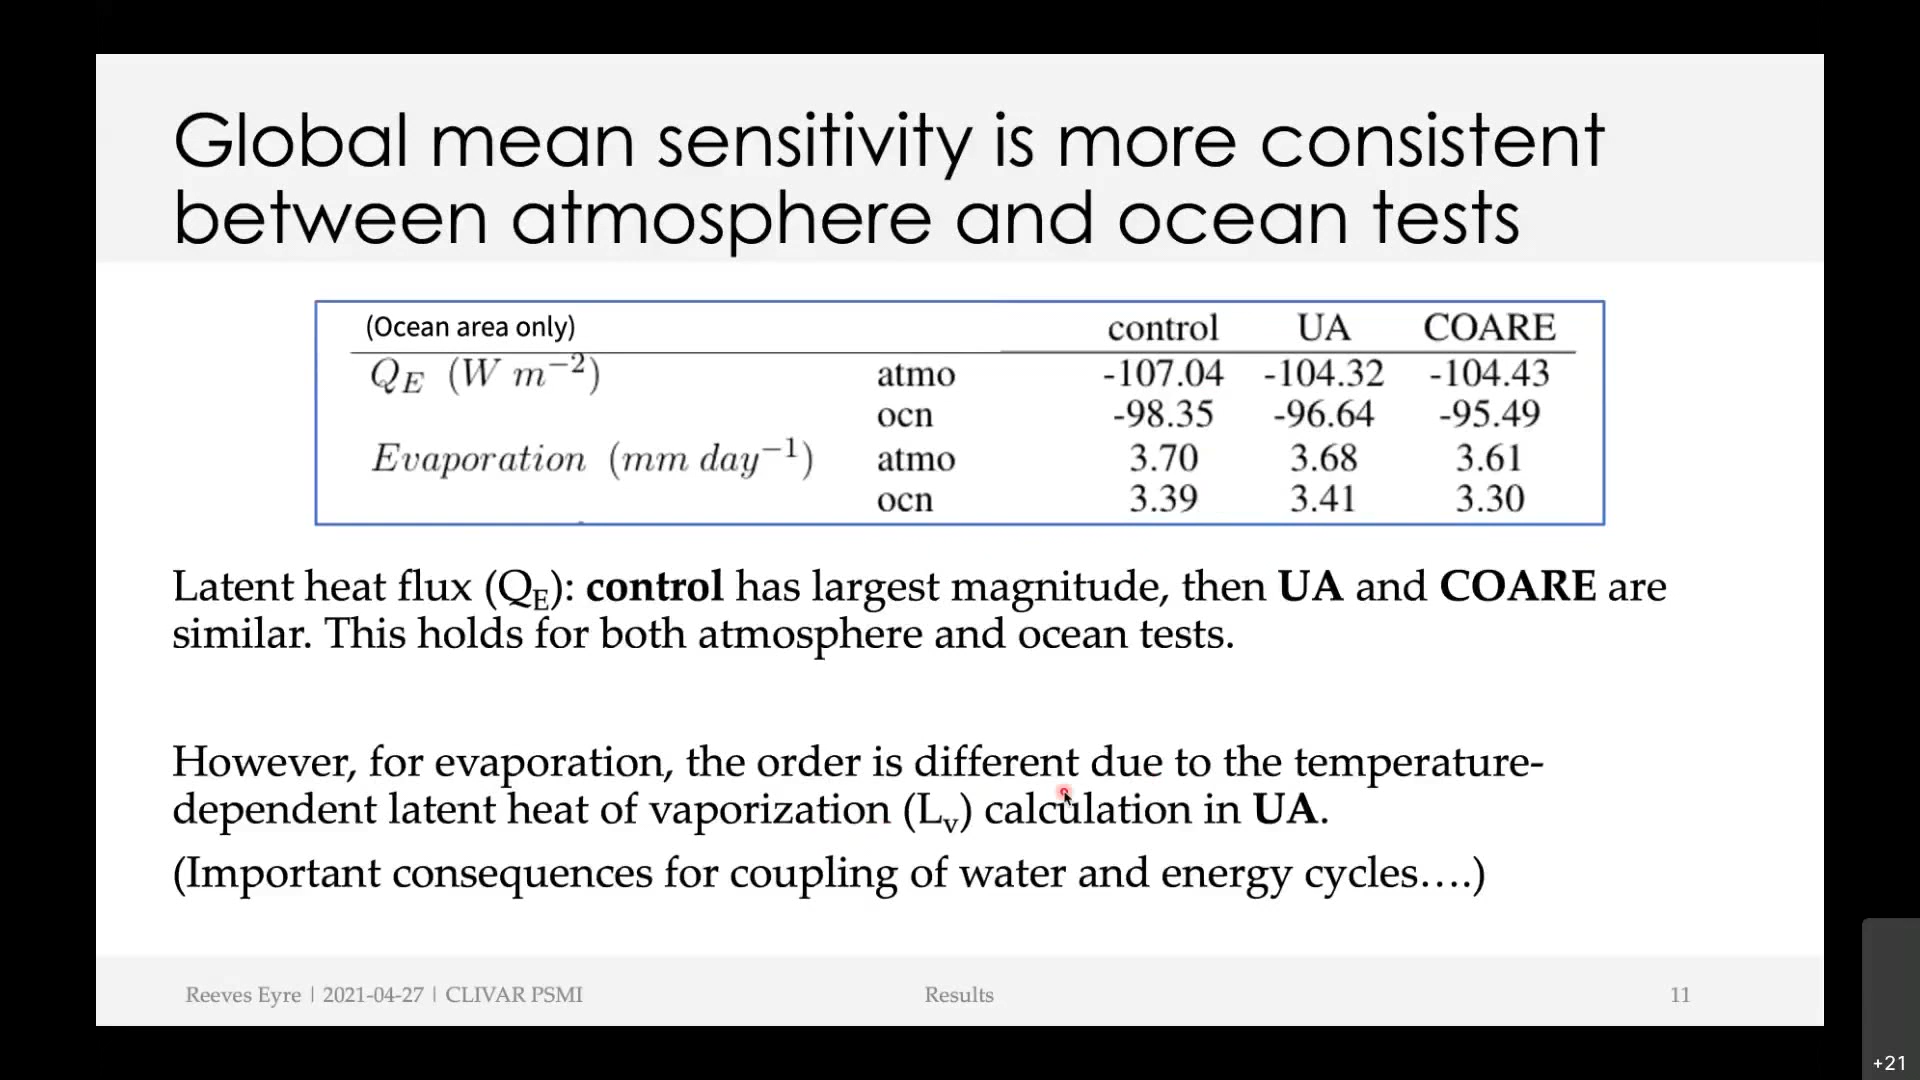 Global mean sensitivity is more consistent
between atmosphere and ocean tests
(Ocean area only) control UA COARE
Q_E (W m⁻²) atmo -107.04 -104.32 -104.43
ocn -98.35 -96.64 -95.49
Evaporation (mm day⁻¹) atmo 3.70 3.68 3.61
ocn 3.39 3.41 3.30
Latent heat flux (Q_E): control has largest magnitude, then UA and COARE are
similar. This holds for both atmosphere and ocean tests.
However, for evaporation, the order is different due to the temperature-
dependent latent heat of vaporization (L_v) calculation in UA.
(Important consequences for coupling of water and energy cycles….)
Reeves Eyre | 2021-04-27 | CLIVAR PSMI Results 11
+21